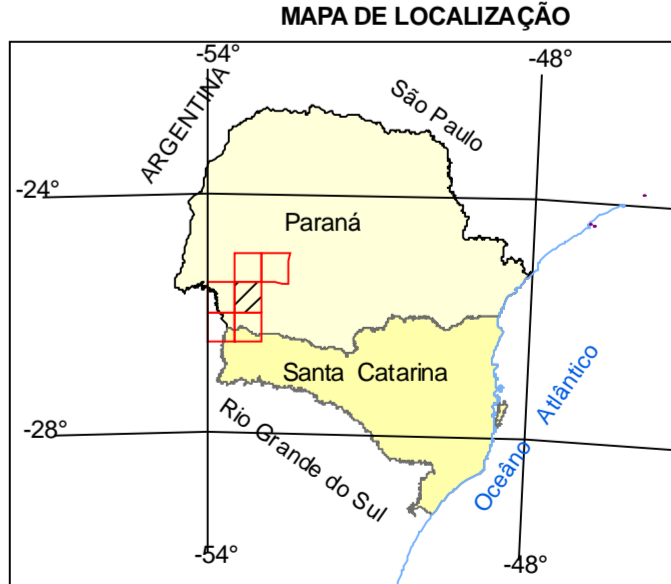 MAPA DE LOCALIZAÇÃO
-54°
-48°
ARGENTINA
São Paulo
-24°
Paraná
Santa Catarina
Oceâno Atlântico
Rio Grande do Sul
-28°
-54°
-48°